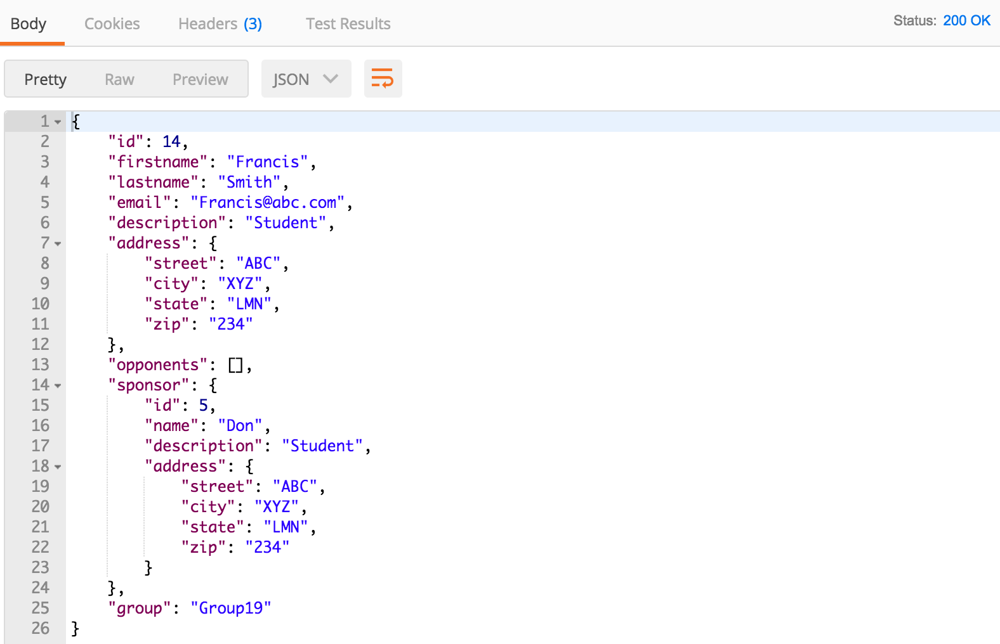 Body Cookies Headers (3) Test Results Status: 200 OK
Pretty Raw Preview JSON
1 {
2     "id": 14,
3     "firstname": "Francis",
4     "lastname": "Smith",
5     "email": "Francis@abc.com",
6     "description": "Student",
7     "address": {
8         "street": "ABC",
9         "city": "XYZ",
10         "state": "LMN",
11         "zip": "234"
12     },
13     "opponents": [],
14     "sponsor": {
15         "id": 5,
16         "name": "Don",
17         "description": "Student",
18         "address": {
19             "street": "ABC",
20             "city": "XYZ",
21             "state": "LMN",
22             "zip": "234"
23         }
24     },
25     "group": "Group19"
26 }